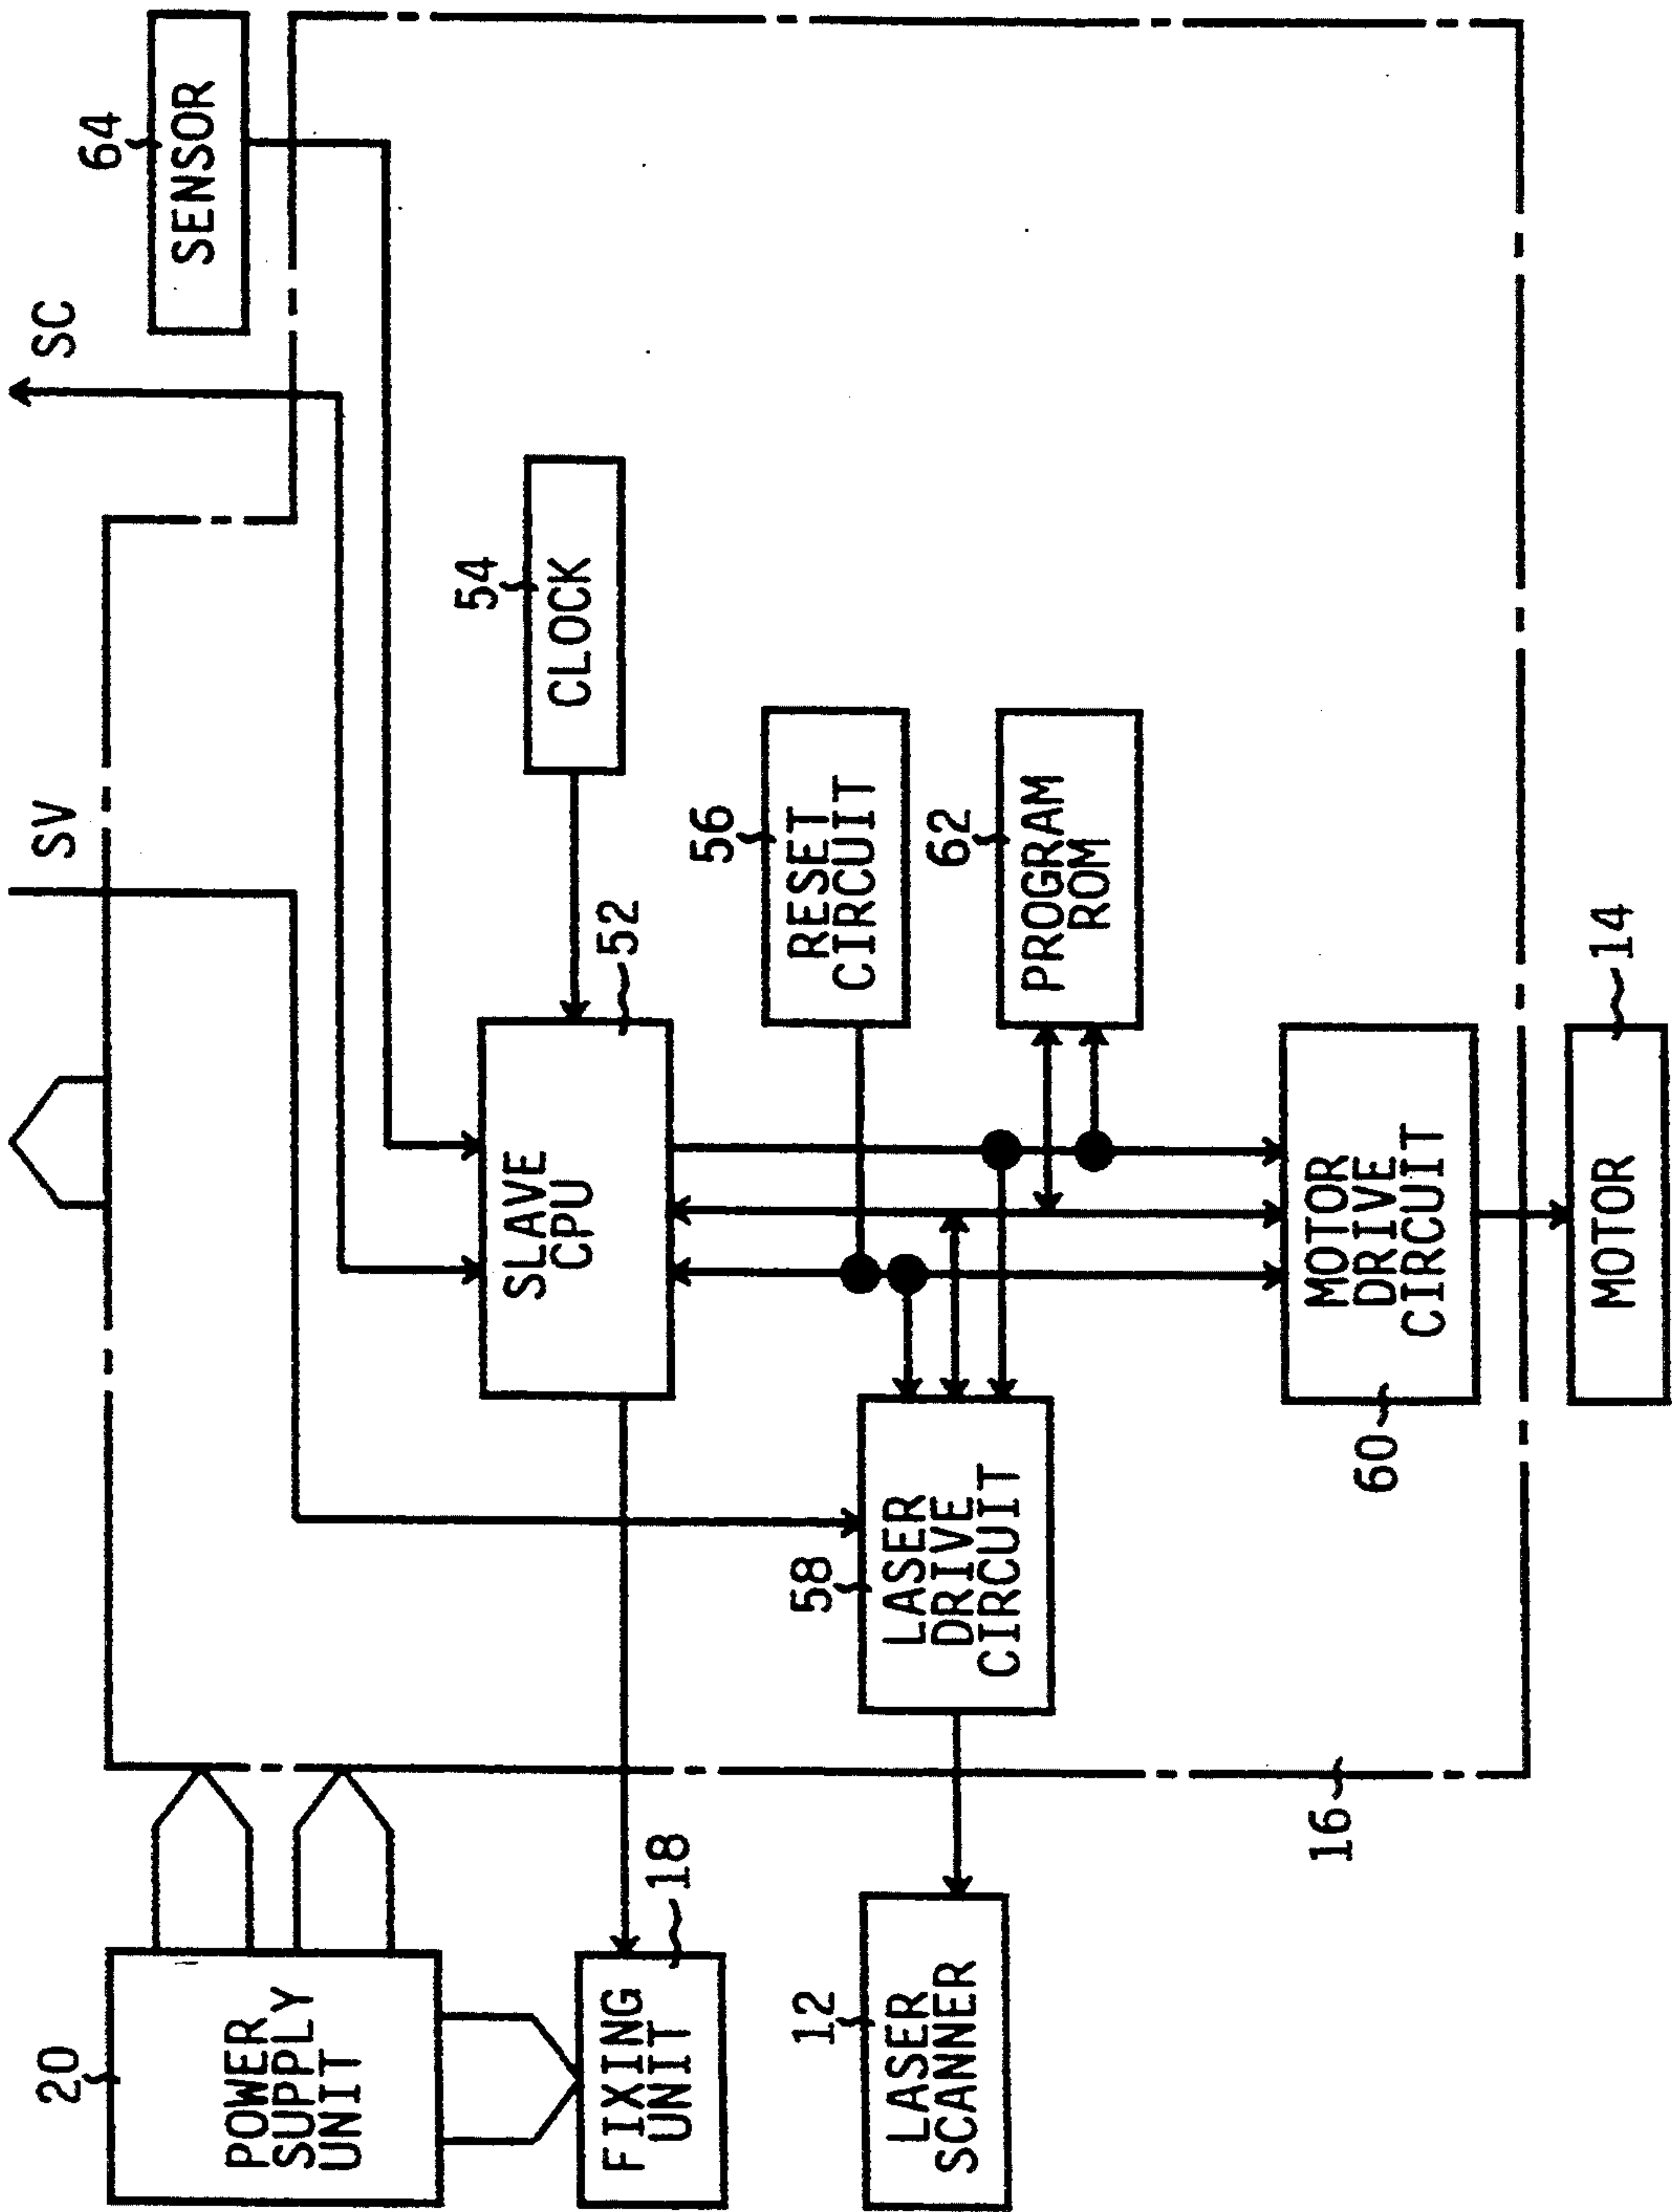 20
POWER
SUPPLY
UNIT
18
FIXING
UNIT
12
LASER
SCANNER
16
58
LASER
DRIVE
CIRCUIT
SV
SLAVE
CPU
52
54
CLOCK
56
RESET
CIRCUIT
62
PROGRAM
ROM
60
MOTOR
DRIVE
CIRCUIT
MOTOR
14
SC
64
SENSOR